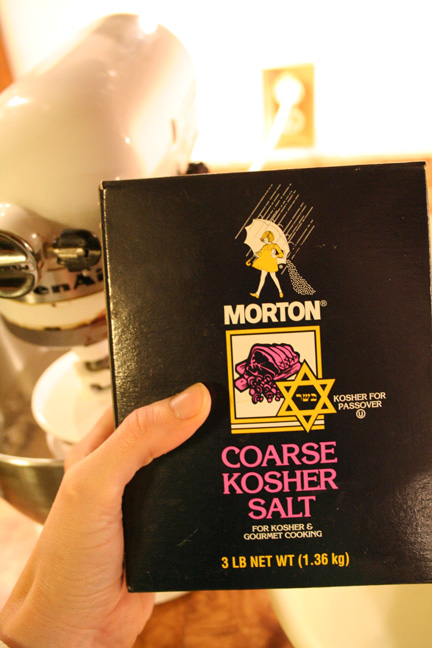 MORTON®
כשר
KOSHER FOR
PASSOVER
Ⓤ
COARSE
KOSHER
SALT
FOR KOSHER &
GOURMET COOKING
3 LB NET WT (1.36 kg)